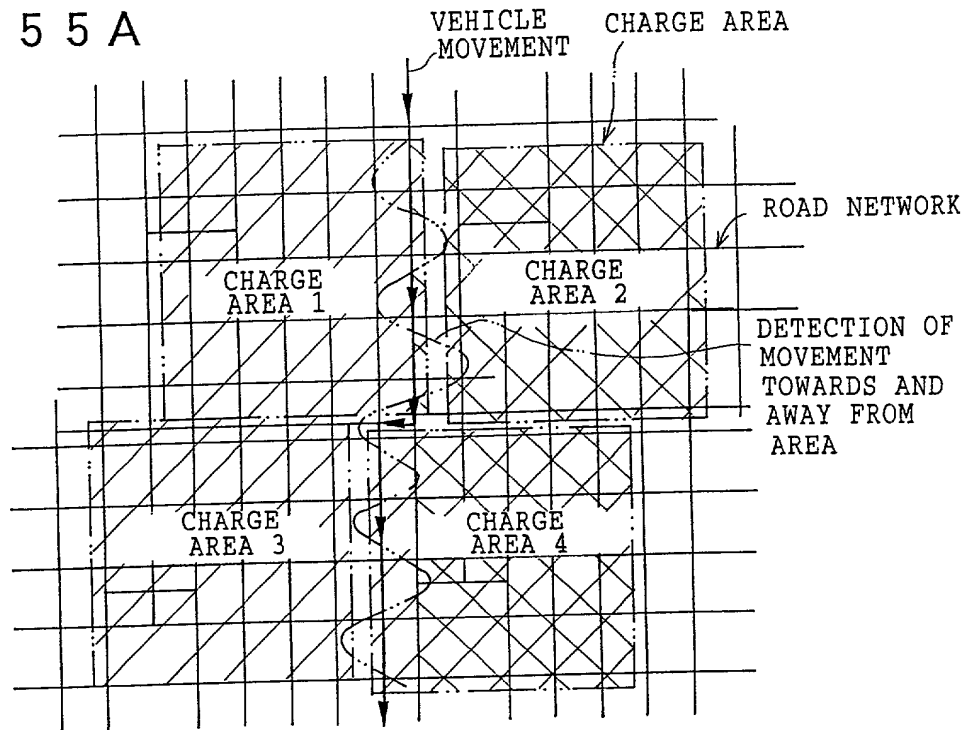 5 5 A
VEHICLE
MOVEMENT
CHARGE AREA
ROAD NETWORK
CHARGE
AREA 1
CHARGE
AREA 2
DETECTION OF
MOVEMENT
TOWARDS AND
AWAY FROM
AREA
CHARGE
AREA 3
CHARGE
AREA 4